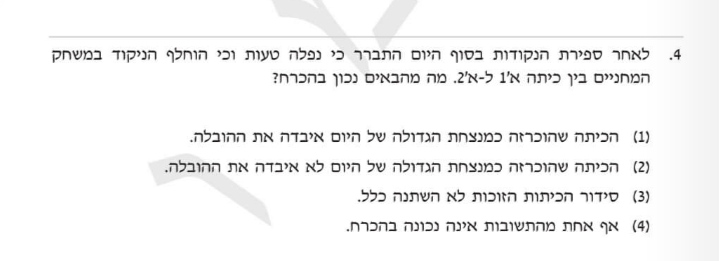 4. לאחר ספירת הנקודות בסוף היום התברר כי נפלה טעות וכי הוחלף הניקוד במשחק
המחניים בין כיתה א'1 ל-א'2. מה מהבאים נכון בהכרח?
(1) הכיתה שהוכרזה כמנצחת הגדולה של היום איבדה את ההובלה.
(2) הכיתה שהוכרזה כמנצחת הגדולה של היום לא איבדה את ההובלה.
(3) סידור הכיתות הזוכות לא השתנה כלל.
(4) אף אחת מהתשובות אינה נכונה בהכרח.